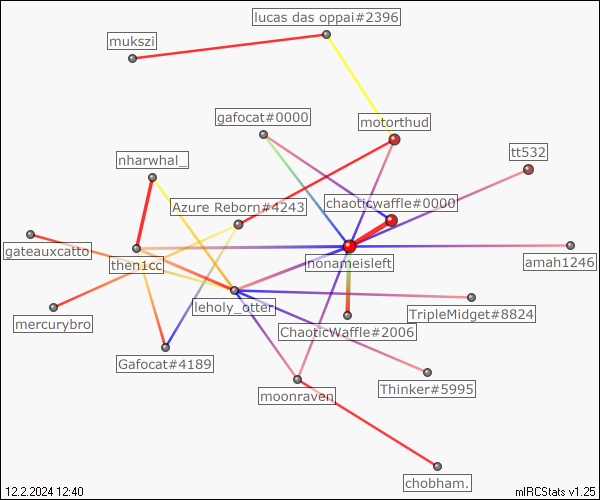 lucas das oppai#2396
mukszi
gafocat#0000
motorthud
nharwhal_
tt532
chaoticwaffle#0000
Azure Reborn#4243
gateauxcatto
thenacc
nonameisleft
amah1246
leholy_otter
mercurybro
TripleMidget#8824
ChaoticWaffle#2006
Gafocat#4189
Thinker#5995
moonraven
chobham.
12.2.2024 12:40
mIRCStats v1.25